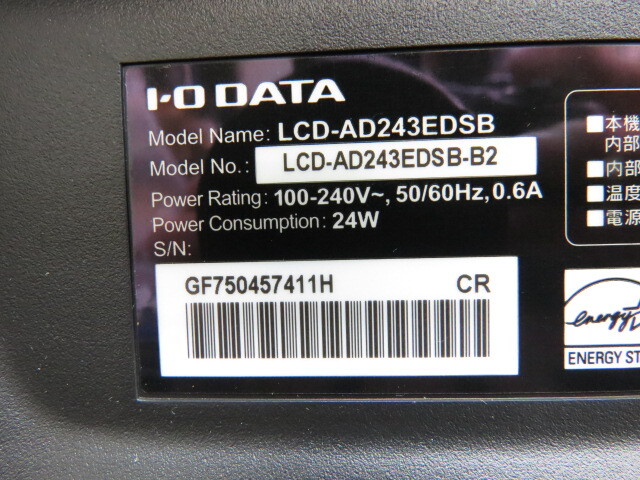 I-O DATA
Model Name: LCD-AD243EDSB
Model No.: LCD-AD243EDSB-B2
Power Rating: 100-240V~, 50/60Hz, 0.6A
Power Consumption: 24W
S/N:
GF750457411H CR
■本機
内部
■内部
■温度
■電源
energy
ENERGY ST